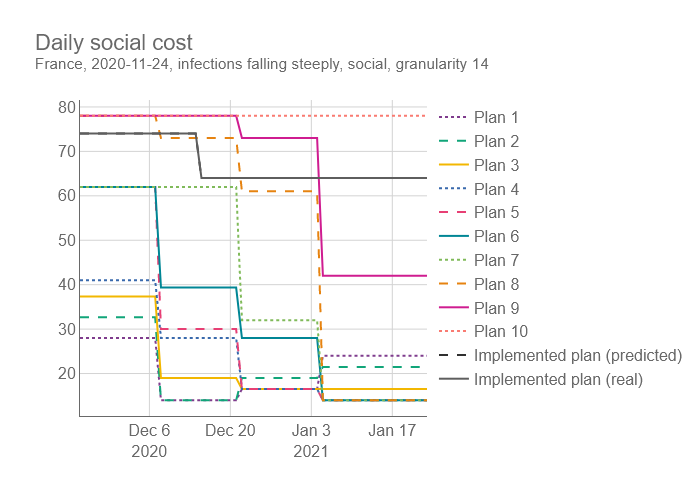 Daily social cost
France, 2020-11-24, infections falling steeply, social, granularity 14
80
70
60
50
40
30
20
Dec 6
2020
Dec 20
Jan 3
2021
Jan 17
Plan 1
Plan 2
Plan 3
Plan 4
Plan 5
Plan 6
Plan 7
Plan 8
Plan 9
Plan 10
Implemented plan (predicted)
Implemented plan (real)